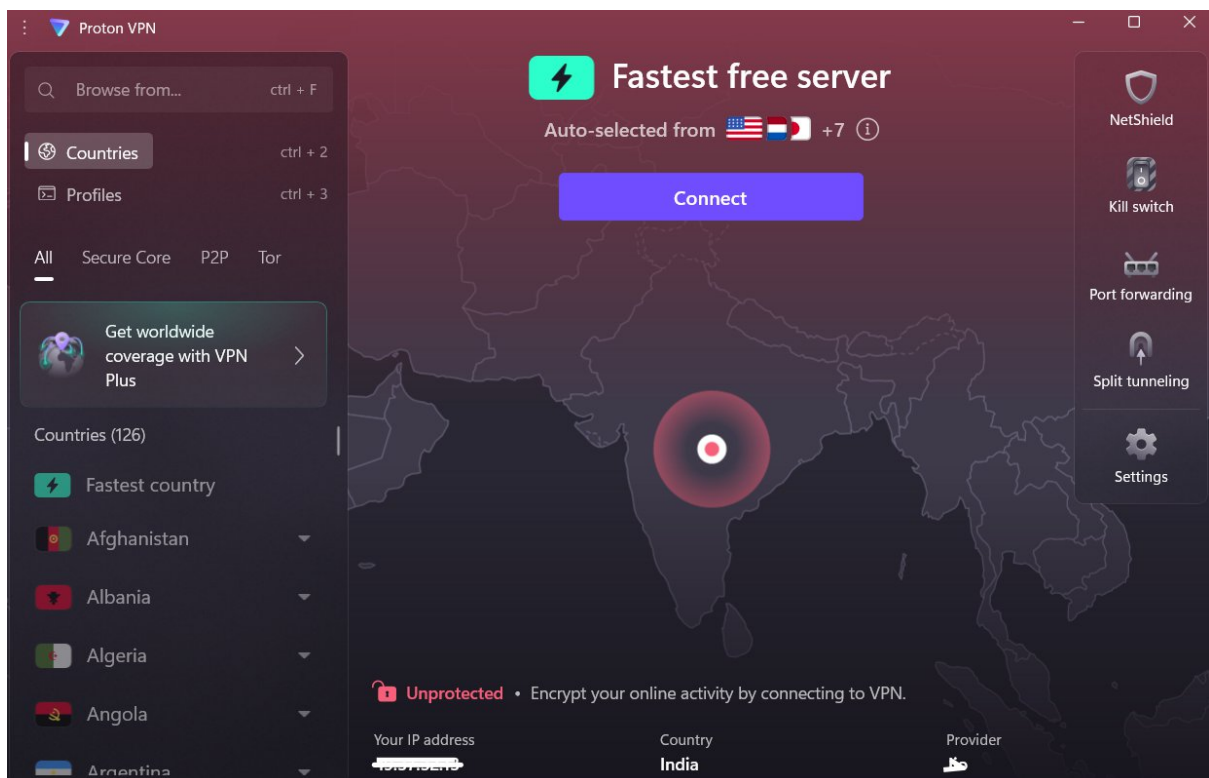 Proton VPN
Browse from... ctrl + F
Countries ctrl + 2
Profiles ctrl + 3
All Secure Core P2P Tor
Get worldwide
coverage with VPN
Plus
Countries (126)
Fastest country
Afghanistan
Albania
Algeria
Angola
Argentina
Fastest free server
Auto-selected from +7
Connect
Unprotected • Encrypt your online activity by connecting to VPN.
Your IP address Country Provider
India
NetShield
Kill switch
Port forwarding
Split tunneling
Settings